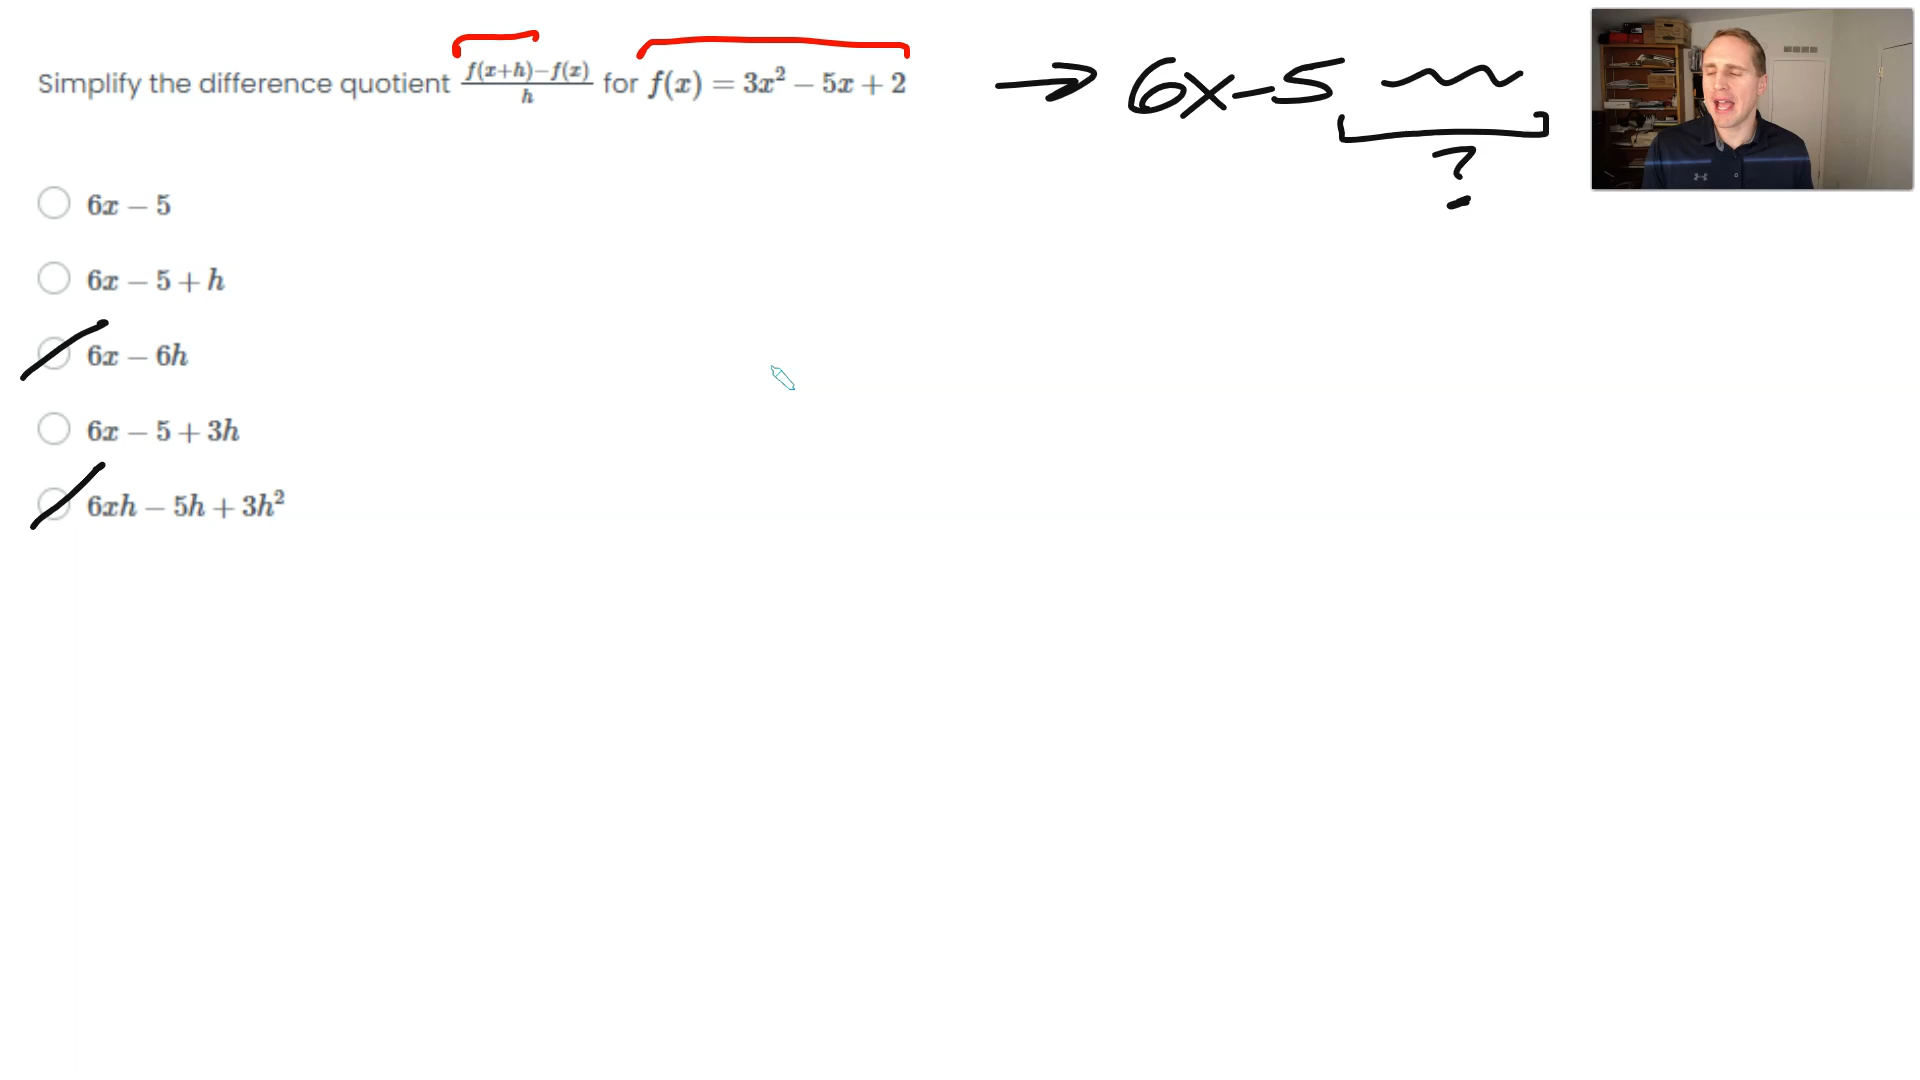 Simplify the difference quotient \frac{f(x+h)-f(x)}{h} for f(x) = 3x² – 5x + 2 → 6x-5
?
6x – 5
6x – 5 + h
6x – 6h
6x – 5 + 3h
6xh – 5h + 3h²